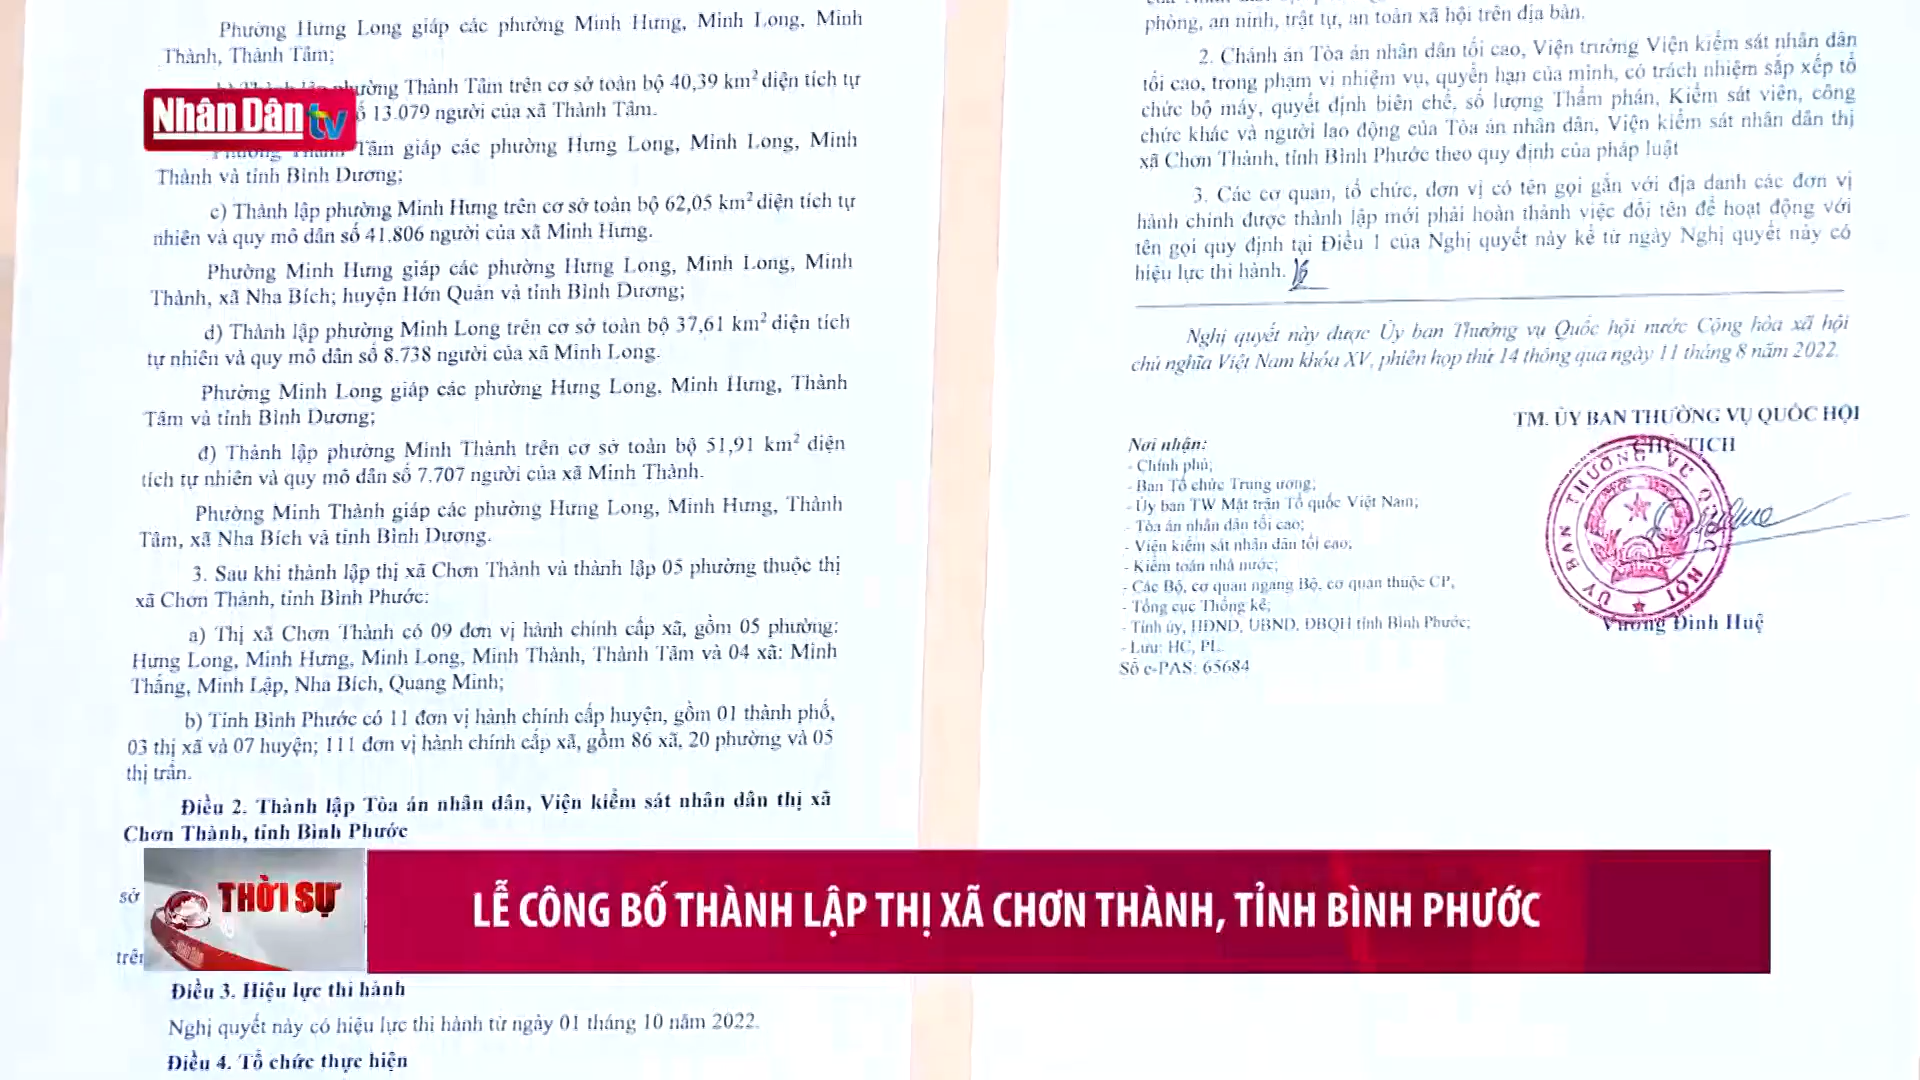 Phường Hưng Long giáp các phường Minh Hưng, Minh Long, Minh
Thành, Thành Tâm;
phường Thành Tâm trên cơ sở toàn bộ 40,39 km² diện tích tự
số 13.079 người của xã Thành Tâm.
Nhân Dân tv
Tâm giáp các phường Hưng Long, Minh Long, Minh
Thành và tỉnh Bình Dương;
c) Thành lập phường Minh Hưng trên cơ sở toàn bộ 62,05 km² diện tích tự
nhiên và quy mô dân số 41.806 người của xã Minh Hưng.
Phường Minh Hưng giáp các phường Hưng Long, Minh Long, Minh
Thành, xã Nha Bích; huyện Hớn Quản và tỉnh Bình Dương;
d) Thành lập phường Minh Long trên cơ sở toàn bộ 37,61 km² diện tích
tự nhiên và quy mô dân số 8.738 người của xã Minh Long.
Phường Minh Long giáp các phường Hưng Long, Minh Hưng, Thành
Tâm và tỉnh Bình Dương;
đ) Thành lập phường Minh Thành trên cơ sở toàn bộ 51,91 km² diện
tích tự nhiên và quy mô dân số 7.707 người của xã Minh Thành.
Phường Minh Thành giáp các phường Hưng Long, Minh Hưng, Thành
Tâm, xã Nha Bích và tỉnh Bình Dương.
3. Sau khi thành lập thị xã Chơn Thành và thành lập 05 phường thuộc thị
xã Chơn Thành, tỉnh Bình Phước:
a) Thị xã Chơn Thành có 09 đơn vị hành chính cấp xã, gồm 05 phường:
Hưng Long, Minh Hưng, Minh Long, Minh Thành, Thành Tâm và 04 xã: Minh
Thắng, Minh Lập, Nha Bích, Quang Minh;
b) Tỉnh Bình Phước có 11 đơn vị hành chính cấp huyện, gồm 01 thành phố,
03 thị xã và 07 huyện; 111 đơn vị hành chính cấp xã, gồm 86 xã, 20 phường và 05
thị trấn.
Điều 2. Thành lập Tòa án nhân dân, Viện kiểm sát nhân dân thị xã
Chơn Thành, tỉnh Bình Phước
sở
Điều 3. Hiệu lực thi hành
Nghị quyết này có hiệu lực thi hành từ ngày 01 tháng 10 năm 2022.
Điều 4. Tổ chức thực hiện
phòng, an ninh, trật tự, an toàn xã hội trên địa bàn.
2. Chánh án Tòa án nhân dân tối cao, Viện trưởng Viện kiểm sát nhân dân
tối cao, trong phạm vi nhiệm vụ, quyền hạn của mình, có trách nhiệm sắp xếp tổ
chức bộ máy, quyết định biên chế, số lượng Thẩm phán, Kiểm sát viên, công
chức khác và người lao động của Tòa án nhân dân, Viện kiểm sát nhân dân thị
xã Chơn Thành, tỉnh Bình Phước theo quy định của pháp luật
3. Các cơ quan, tổ chức, đơn vị có tên gọi gắn với địa danh các đơn vị
hành chính được thành lập mới phải hoàn thành việc đổi tên để hoạt động với
tên gọi quy định tại Điều 1 của Nghị quyết này kể từ ngày Nghị quyết này có
hiệu lực thi hành.
Nghị quyết này được Ủy ban Thường vụ Quốc hội nước Cộng hòa xã hội
chủ nghĩa Việt Nam khóa XV, phiên họp thứ 14 thông qua ngày 11 tháng 8 năm 2022.
TM. ỦY BAN THƯỜNG VỤ QUỐC HỘI
CHỦ TỊCH
ỦY BAN THƯỜNG VỤ QUỐC HỘI
Vương Đình Huệ
Nơi nhận:
- Chính phủ;
- Ban Tổ chức Trung ương;
- Ủy ban TW Mặt trận Tổ quốc Việt Nam;
- Tòa án nhân dân tối cao;
- Viện kiểm sát nhân dân tối cao;
- Kiểm toán nhà nước;
- Các Bộ, cơ quan ngang Bộ, cơ quan thuộc CP;
- Tổng cục Thống kê;
- Tỉnh ủy, HĐND, UBND, ĐBQH tỉnh Bình Phước;
- Lưu: HC, PL.
Số e-PAS: 65684
THỜI SỰ
LỄ CÔNG BỐ THÀNH LẬP THỊ XÃ CHƠN THÀNH, TỈNH BÌNH PHƯỚC